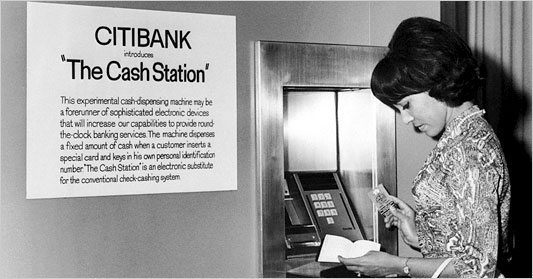 CITIBANK
introduces
"The Cash Station"
This experimental cash-dispensing machine may be
a forerunner of sophisticated electronic devices
that will increase our capabilities to provide round-
the-clock banking services. The machine dispenses
a fixed amount of cash when a customer inserts a
special card and keys in his own personal identification
number. "The Cash Station" is an electronic substitute
for the conventional check-cashing system.